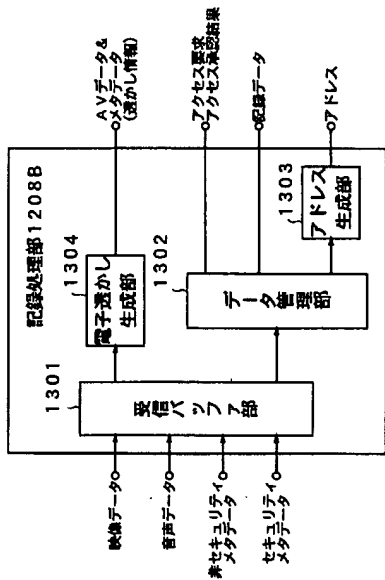 記録処理部1208B
1301
受信バッファ部
1304
電子透かし
生成部
1302
データ管理部
1303
アドレス
生成部
映像データ
音声データ
非セキュリティ
メタデータ
セキュリティ
メタデータ
AVデータ&
メタデータ
(透かし情報)
アクセス要求
アクセス承認結果
記録データ
アドレス